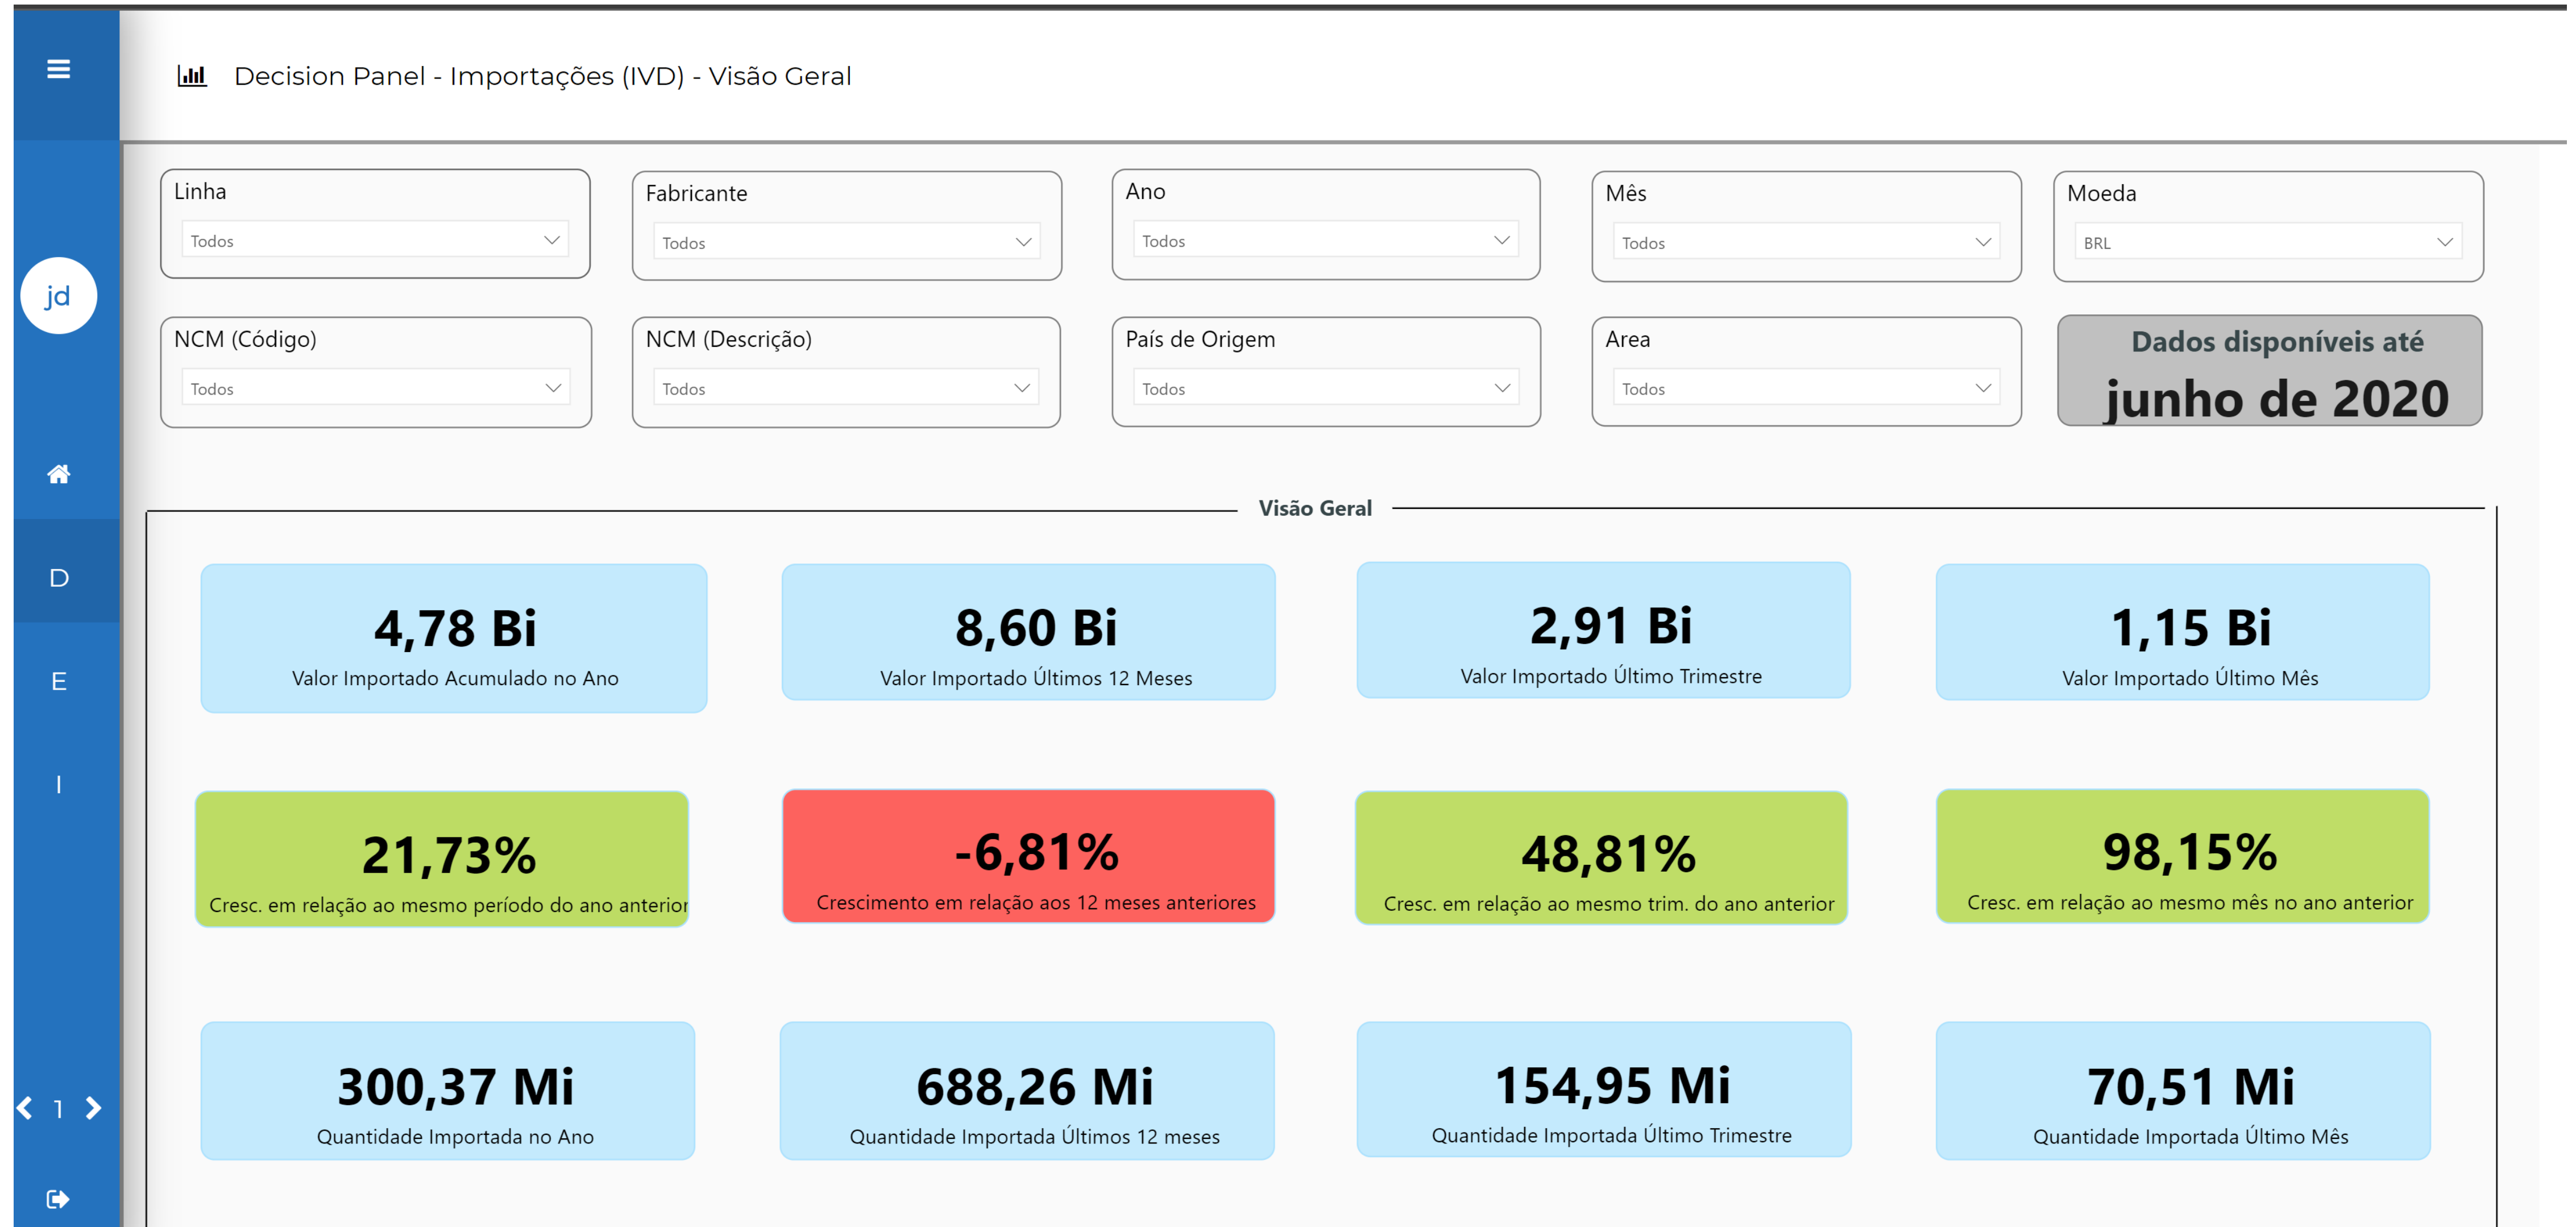 Decision Panel - Importações (IVD) - Visão Geral
Linha
Todos
Fabricante
Todos
Ano
Todos
Mês
Todos
Moeda
BRL
jd
NCM (Código)
Todos
NCM (Descrição)
Todos
País de Origem
Todos
Area
Todos
Dados disponíveis até
junho de 2020
Visão Geral
D
E
I
1
4,78 Bi
Valor Importado Acumulado no Ano
8,60 Bi
Valor Importado Últimos 12 Meses
2,91 Bi
Valor Importado Último Trimestre
1,15 Bi
Valor Importado Último Mês
21,73%
Cresc. em relação ao mesmo período do ano anterior
-6,81%
Crescimento em relação aos 12 meses anteriores
48,81%
Cresc. em relação ao mesmo trim. do ano anterior
98,15%
Cresc. em relação ao mesmo mês no ano anterior
300,37 Mi
Quantidade Importada no Ano
688,26 Mi
Quantidade Importada Últimos 12 meses
154,95 Mi
Quantidade Importada Último Trimestre
70,51 Mi
Quantidade Importada Último Mês